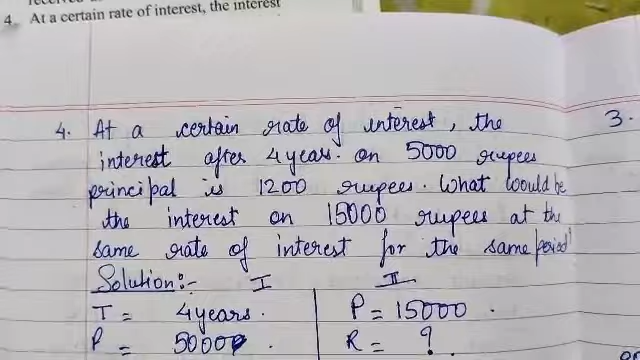 4. At a certain rate of interest, the interest
4. At a certain rate of interest, the
interest after 4 years. on 5000 rupees
principal is 1200 rupees. What would be
the interest on 15000 rupees at the
same rate of interest for the same period
3.
Solution:- I II
T = 4 years. P = 15000 .
P = 5000 . R = ?